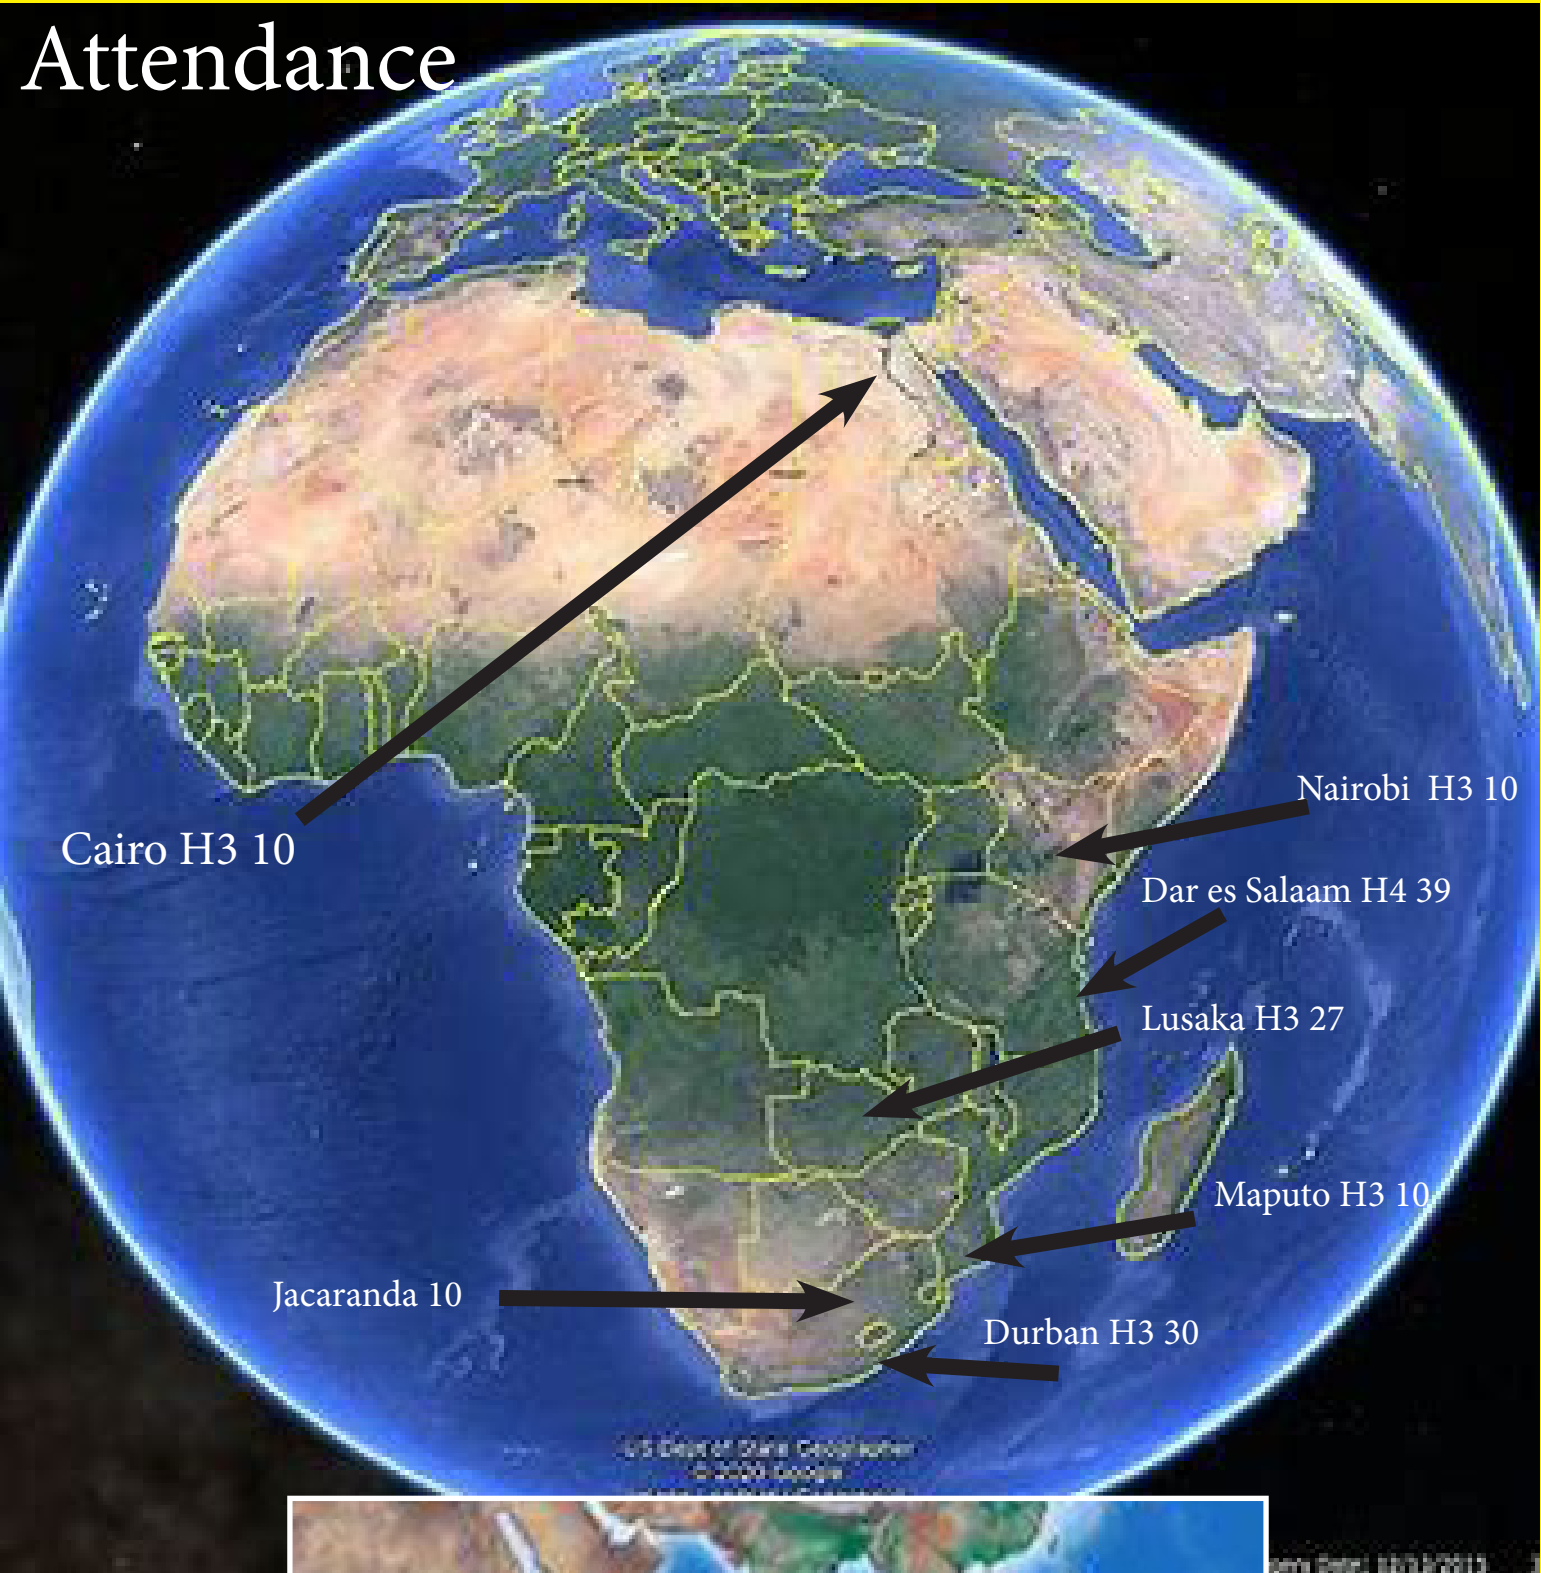 Attendance
Nairobi H3 10
Cairo H3 10
Dar es Salaam H4 39
Lusaka H3 27
Maputo H3 10
Jacaranda 10
Durban H3 30
US Dept of State Geographer
© 2020 Google